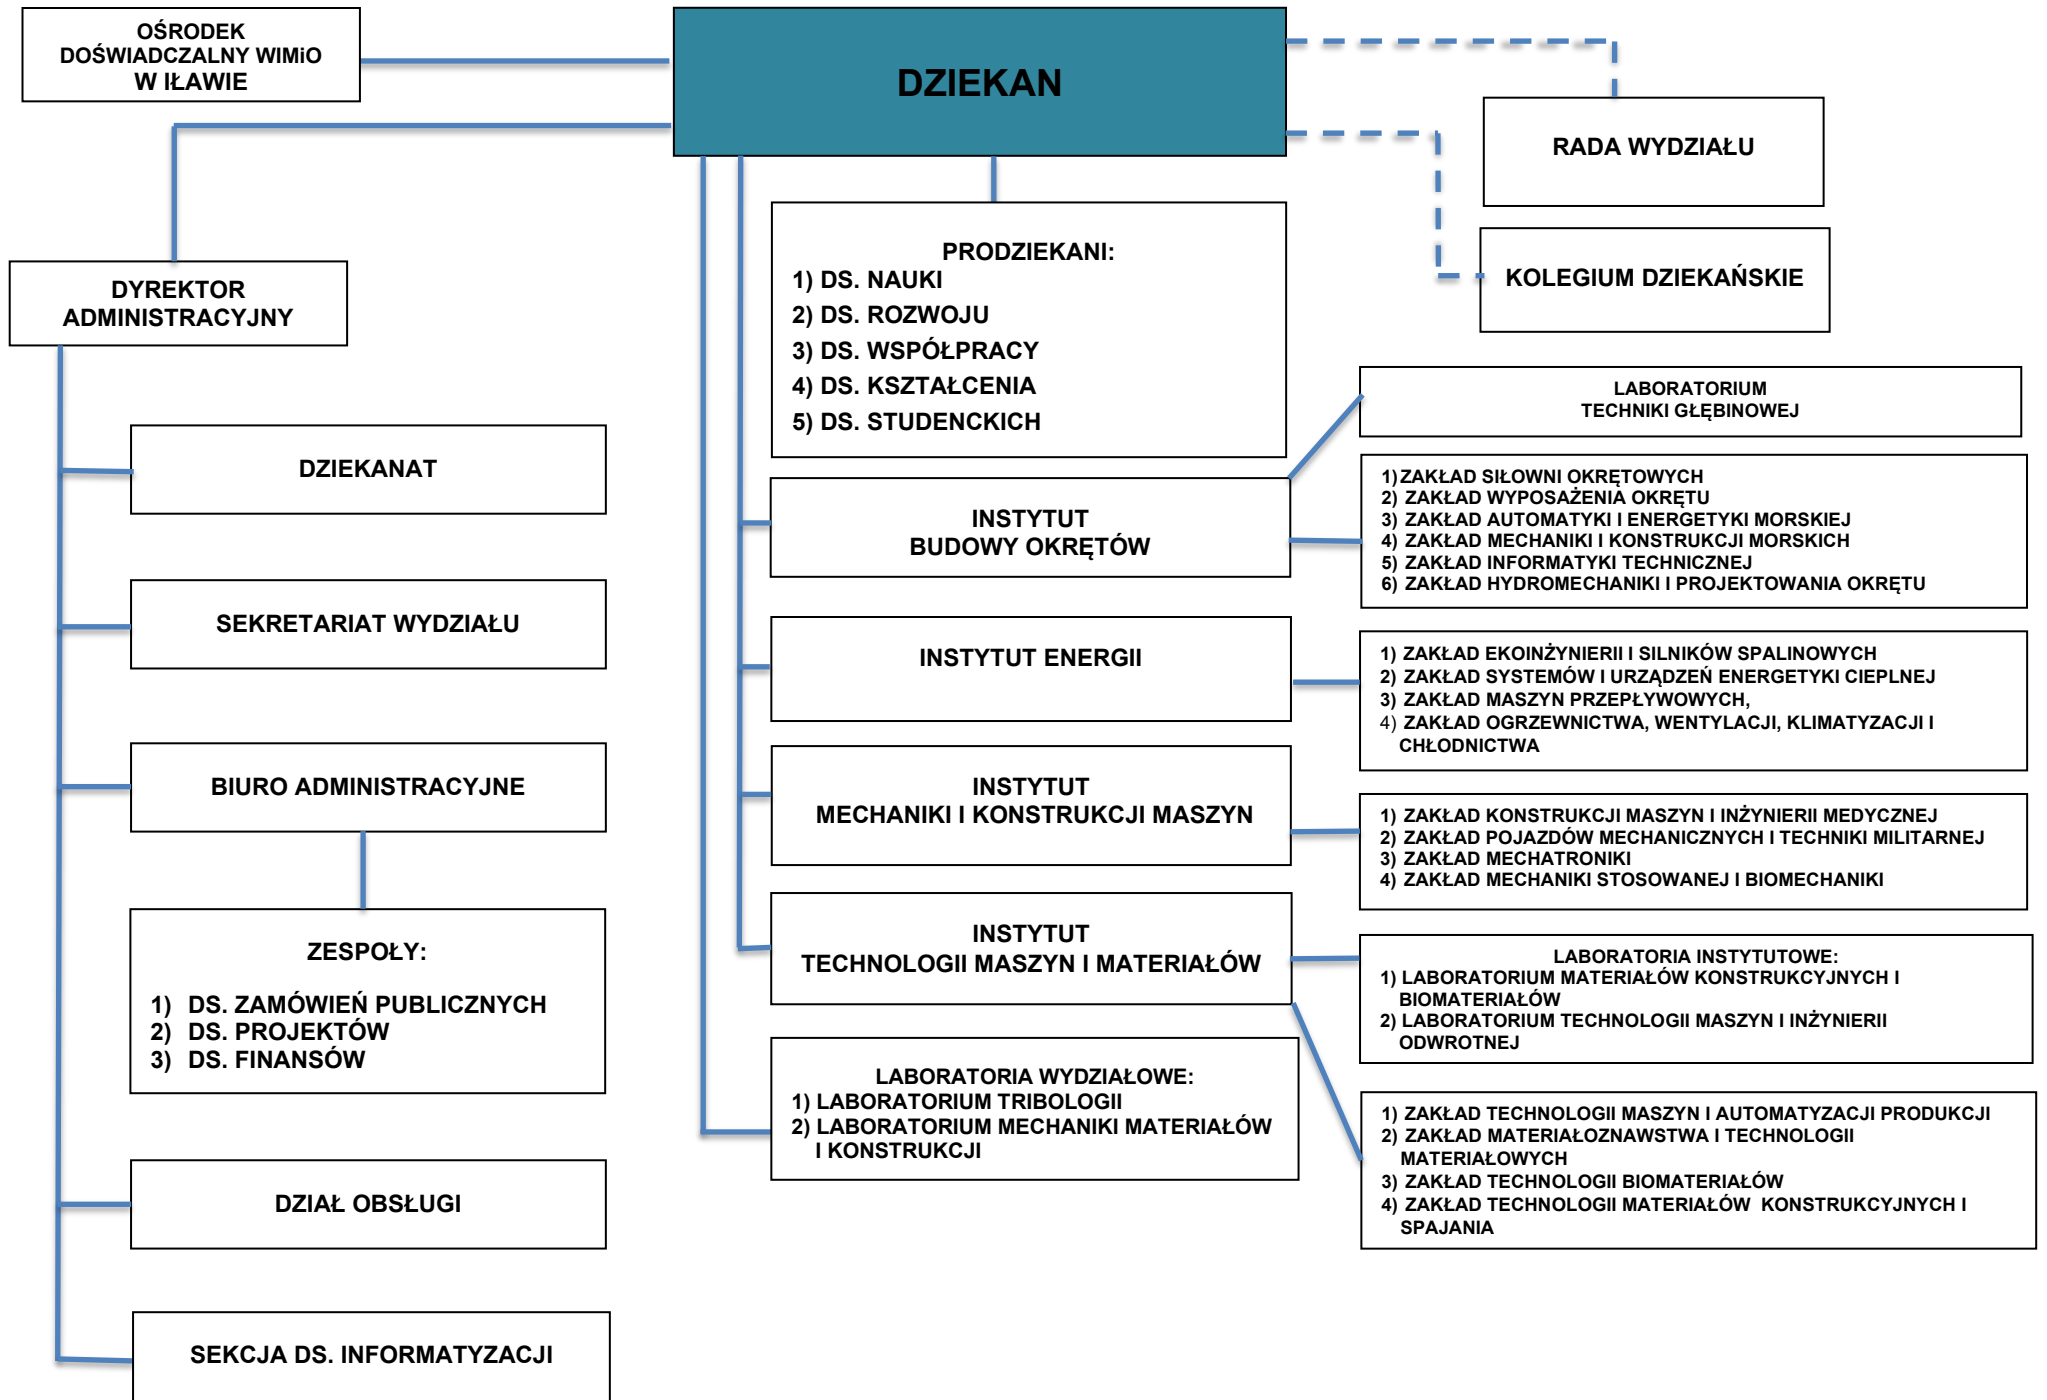 OŚRODEK
DOŚWIADCZALNY WIMiO
W IŁAWIE
DZIEKAN
RADA WYDZIAŁU
KOLEGIUM DZIEKAŃSKIE
DYREKTOR
ADMINISTRACYJNY
PRODZIEKANI:
1) DS. NAUKI
2) DS. ROZWOJU
3) DS. WSPÓŁPRACY
4) DS. KSZTAŁCENIA
5) DS. STUDENCKICH
DZIEKANAT
SEKRETARIAT WYDZIAŁU
BIURO ADMINISTRACYJNE
ZESPOŁY:
1) DS. ZAMÓWIEŃ PUBLICZNYCH
2) DS. PROJEKTÓW
3) DS. FINANSÓW
DZIAŁ OBSŁUGI
SEKCJA DS. INFORMATYZACJI
INSTYTUT
BUDOWY OKRĘTÓW
LABORATORIUM
TECHNIKI GŁĘBINOWEJ
1) ZAKŁAD SIŁOWNI OKRĘTOWYCH
2) ZAKŁAD WYPOSAŻENIA OKRĘTU
3) ZAKŁAD AUTOMATYKI I ENERGETYKI MORSKIEJ
4) ZAKŁAD MECHANIKI I KONSTRUKCJI MORSKICH
5) ZAKŁAD INFORMATYKI TECHNICZNEJ
6) ZAKŁAD HYDROMECHANIKI I PROJEKTOWANIA OKRĘTU
INSTYTUT ENERGII
1) ZAKŁAD EKOINŻYNIERII I SILNIKÓW SPALINOWYCH
2) ZAKŁAD SYSTEMÓW I URZĄDZEŃ ENERGETYKI CIEPLNEJ
3) ZAKŁAD MASZYN PRZEPŁYWOWYCH,
4) ZAKŁAD OGRZEWNICTWA, WENTYLACJI, KLIMATYZACJI I
CHŁODNICTWA
INSTYTUT
MECHANIKI I KONSTRUKCJI MASZYN
1) ZAKŁAD KONSTRUKCJI MASZYN I INŻYNIERII MEDYCZNEJ
2) ZAKŁAD POJAZDÓW MECHANICZNYCH I TECHNIKI MILITARNEJ
3) ZAKŁAD MECHATRONIKI
4) ZAKŁAD MECHANIKI STOSOWANEJ I BIOMECHANIKI
INSTYTUT
TECHNOLOGII MASZYN I MATERIAŁÓW
LABORATORIA INSTYTUTOWE:
1) LABORATORIUM MATERIAŁÓW KONSTRUKCYJNYCH I
BIOMATERIAŁÓW
2) LABORATORIUM TECHNOLOGII MASZYN I INŻYNIERII
ODWROTNEJ
1) ZAKŁAD TECHNOLOGII MASZYN I AUTOMATYZACJI PRODUKCJI
2) ZAKŁAD MATERIAŁOZNAWSTWA I TECHNOLOGII
MATERIAŁOWYCH
3) ZAKŁAD TECHNOLOGII BIOMATERIAŁÓW
4) ZAKŁAD TECHNOLOGII MATERIAŁÓW KONSTRUKCYJNYCH I
SPAJANIA
LABORATORIA WYDZIAŁOWE:
1) LABORATORIUM TRIBOLOGII
2) LABORATORIUM MECHANIKI MATERIAŁÓW
I KONSTRUKCJI